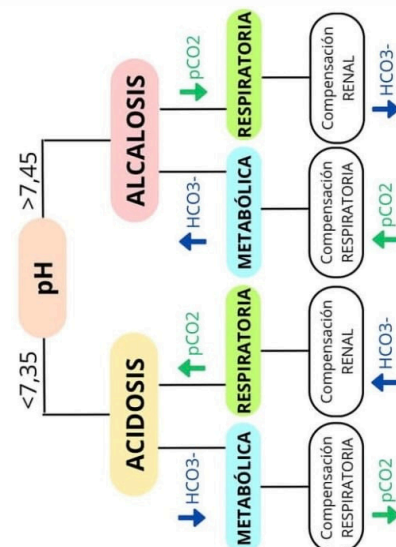 pH
<7,35
>7,45
ACIDOSIS
ALCALOSIS
HCO3-
pCO2
HCO3-
pCO2
METABÓLICA
RESPIRATORIA
METABÓLICA
RESPIRATORIA
Compensación
RESPIRATORIA
Compensación
RENAL
Compensación
RESPIRATORIA
Compensación
RENAL
pCO2
HCO3-
pCO2
HCO3-